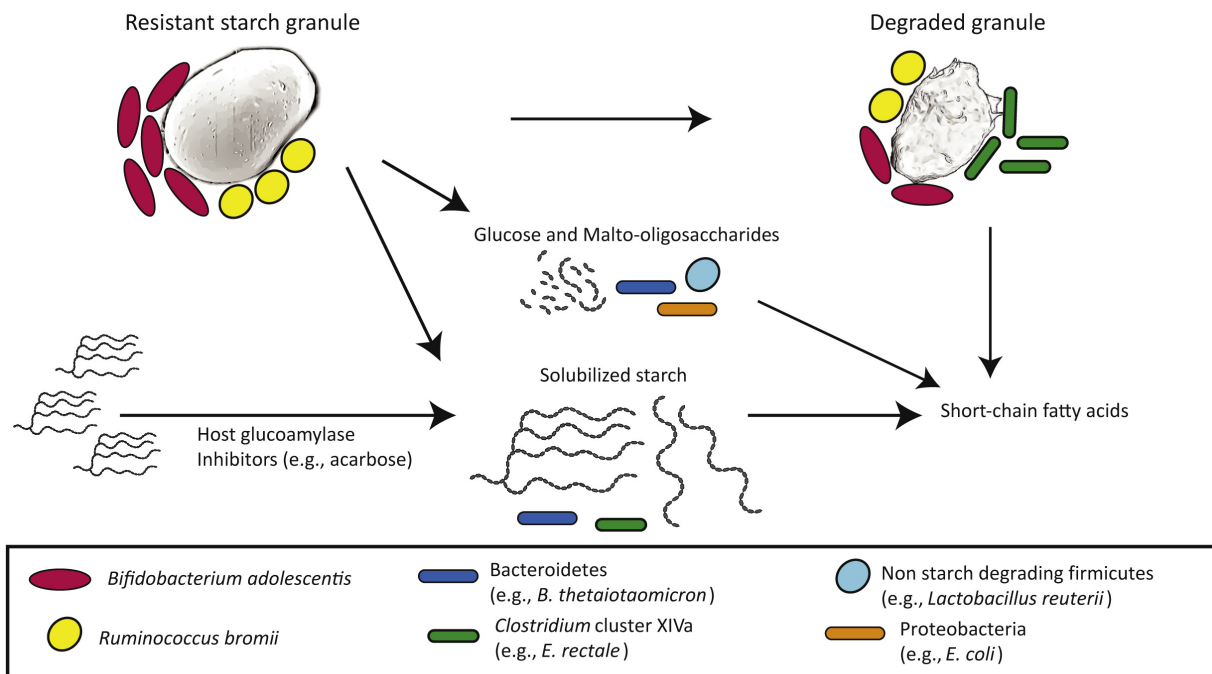 Resistant starch granule
Degraded granule
Glucose and Malto-oligosaccharides
Solubilized starch
Host glucoamylase
Inhibitors (e.g., acarbose)
Short-chain fatty acids
Bifidobacterium adolescentis
Ruminococcus bromii
Bacteroidetes
(e.g., B. thetaiotaomicron)
Clostridium cluster XIVa
(e.g., E. rectale)
Non starch degrading firmicutes
(e.g., Lactobacillus reuterii)
Proteobacteria
(e.g., E. coli)